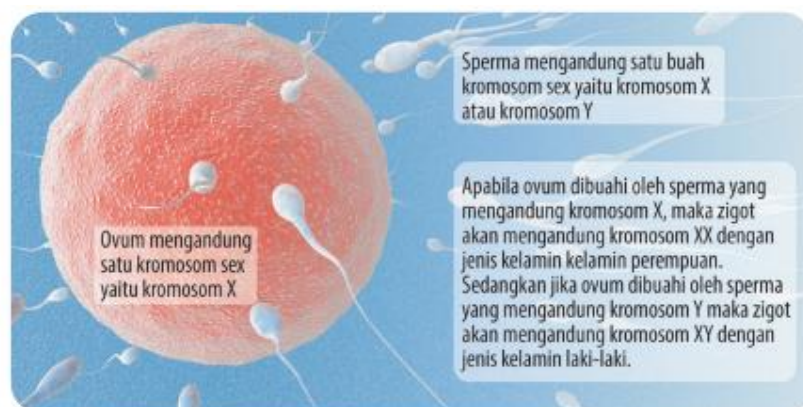 Sperma mengandung satu buah
kromosom sex yaitu kromosom X
atau kromosom Y
Apabila ovum dibuahi oleh sperma yang
mengandung kromosom X, maka zigot
akan mengandung kromosom XX dengan
jenis kelamin kelamin perempuan.
Sedangkan jika ovum dibuahi oleh sperma
yang mengandung kromosom Y maka zigot
akan mengandung kromosom XY dengan
jenis kelamin laki-laki.
Ovum mengandung
satu kromosom sex
yaitu kromosom X